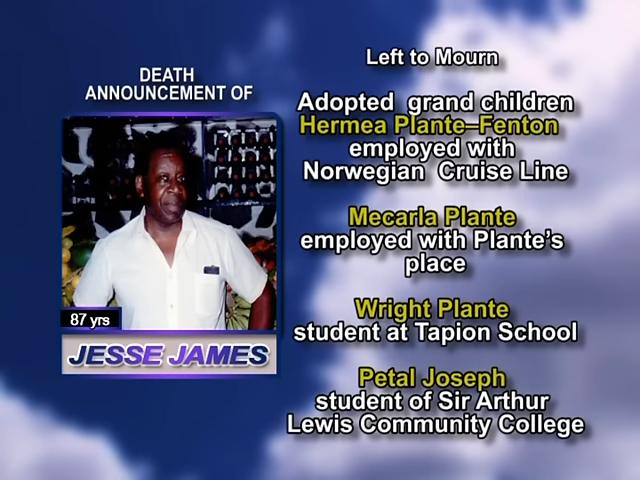 DEATH
ANNOUNCEMENT OF
87 yrs
JESSE JAMES
Left to Mourn
Adopted grand children
Hermea Plante–Fenton
employed with
Norwegian Cruise Line
Mecarla Plante
employed with Plante's
place
Wright Plante
student at Tapion School
Petal Joseph
student of Sir Arthur
Lewis Community College